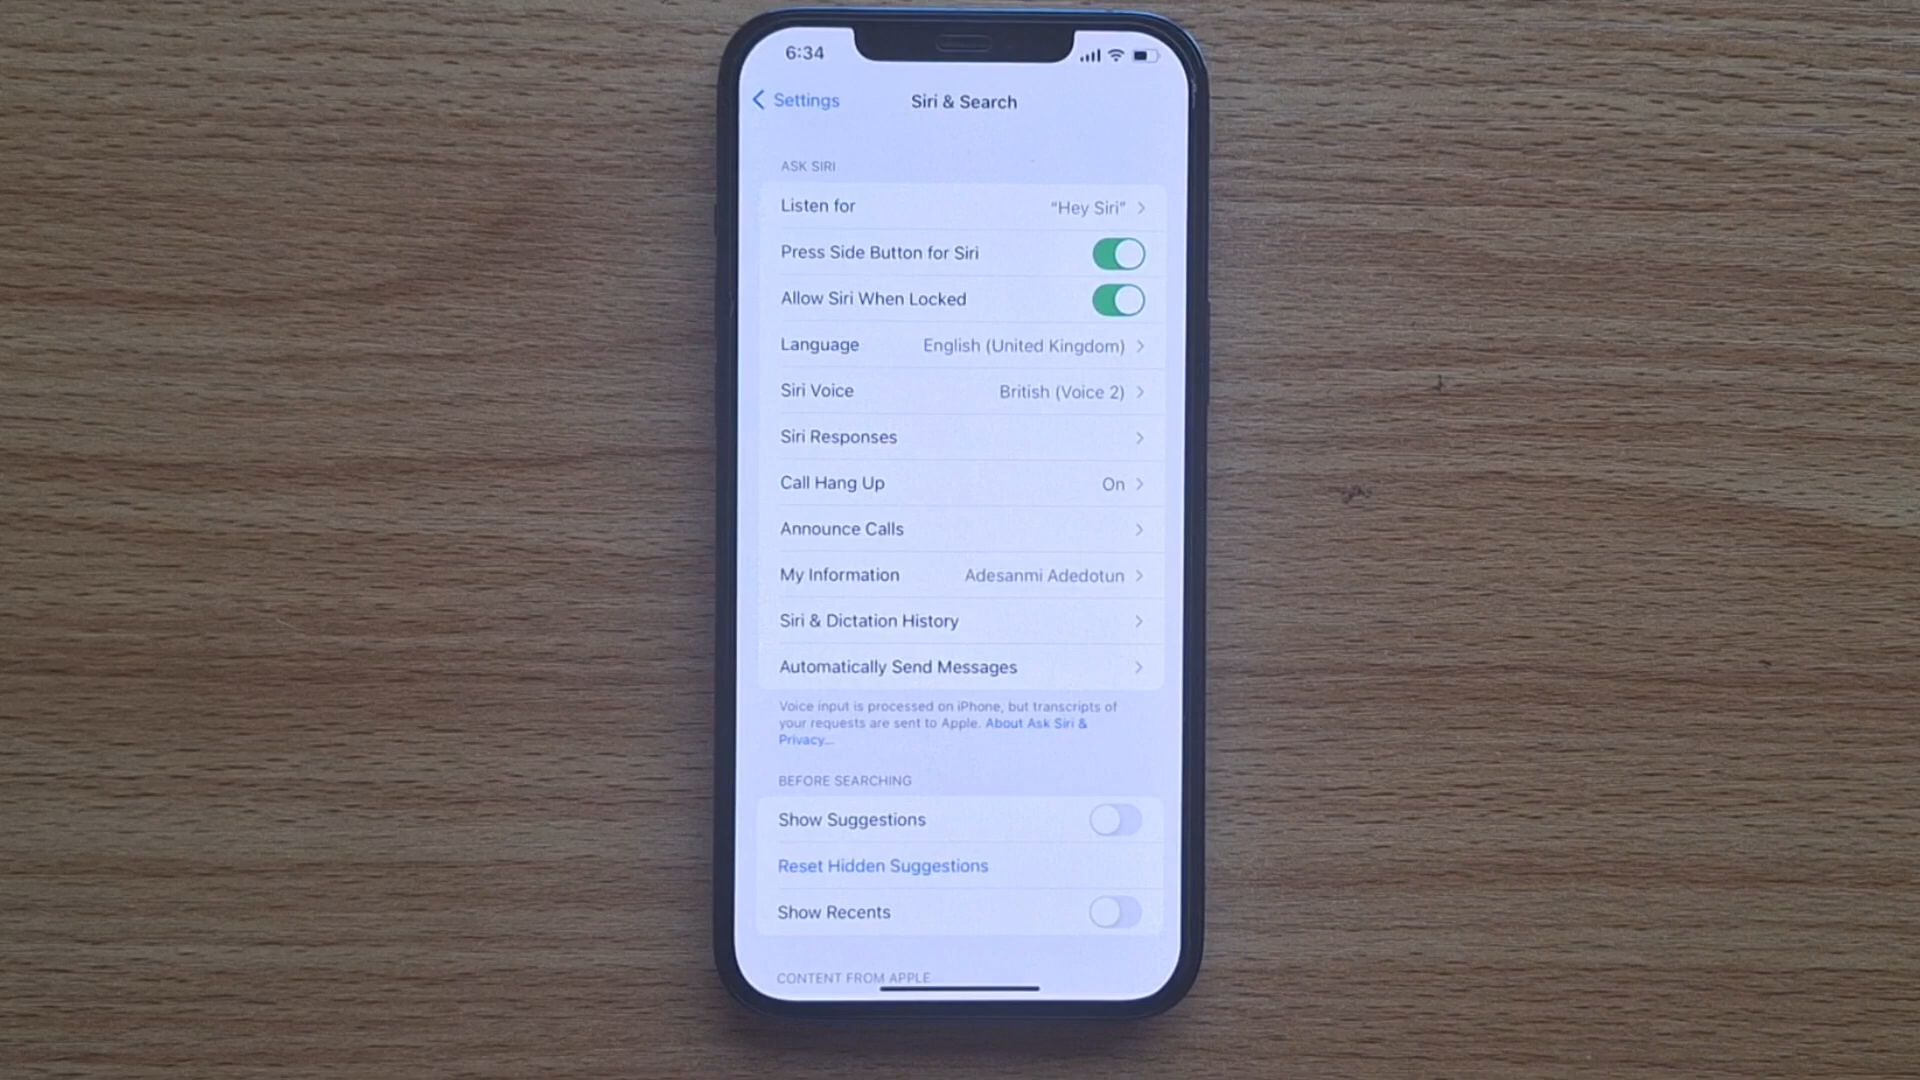 6:34
Settings
Siri & Search
ASK SIRI
Listen for "Hey Siri"
Press Side Button for Siri
Allow Siri When Locked
Language English (United Kingdom)
Siri Voice British (Voice 2)
Siri Responses
Call Hang Up On
Announce Calls
My Information Adesanmi Adedotun
Siri & Dictation History
Automatically Send Messages
Voice input is processed on iPhone, but transcripts of
your requests are sent to Apple. About Ask Siri &
Privacy...
BEFORE SEARCHING
Show Suggestions
Reset Hidden Suggestions
Show Recents
CONTENT FROM APPLE